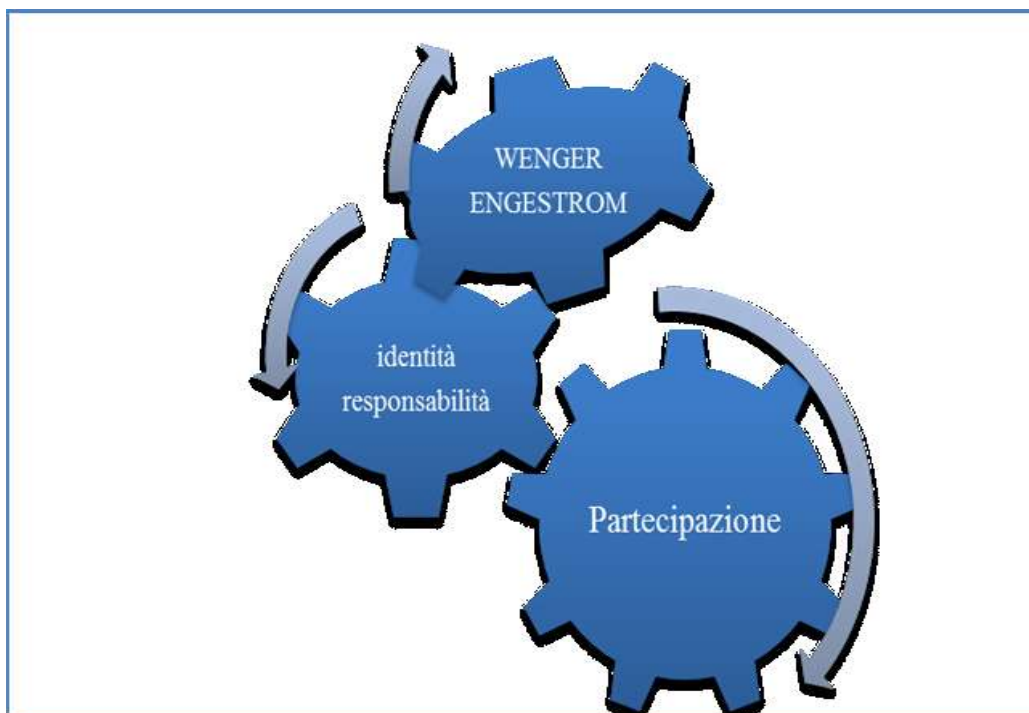 WENGER
ENGESTROM
identità
responsabilità
Partecipazione